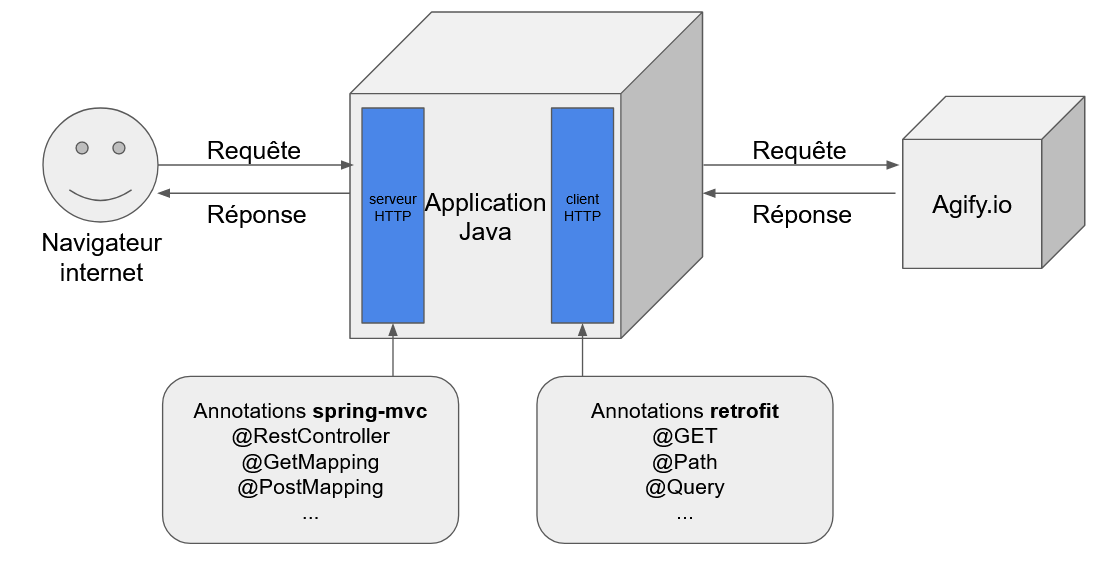 Requête
Réponse
Navigateur
internet
serveur
HTTP
Application
Java
client
HTTP
Requête
Réponse
Agify.io
Annotations spring-mvc
@RestController
@GetMapping
@PostMapping
...
Annotations retrofit
@GET
@Path
@Query
...